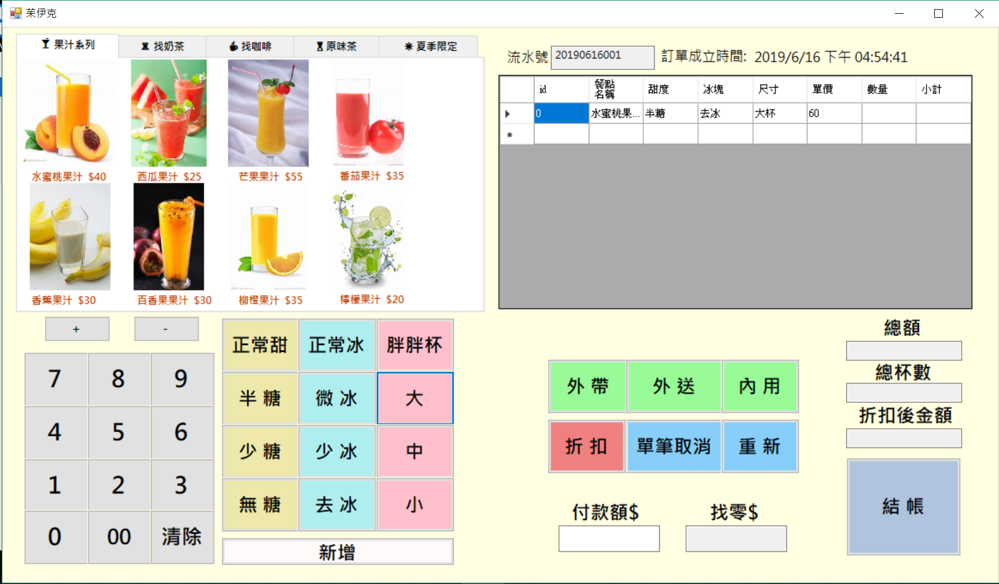 茱伊克
果汁系列
找奶茶
找咖啡
原味茶
夏季限定
流水號 20190616001 訂單成立時間: 2019/6/16 下午 04:54:41
id 餐點名稱 甜度 冰塊 尺寸 單價 數量 小計
0 水蜜桃果... 半糖 去冰 大杯 60
水蜜桃果汁 $40
西瓜果汁 $25
芒果果汁 $55
番茄果汁 $35
香蕉果汁 $30
百香果果汁 $30
柳橙果汁 $35
檸檬果汁 $20
+ -
7 8 9
4 5 6
1 2 3
0 00 清除
正常甜 正常冰 胖胖杯
半 糖 微 冰 大
少 糖 少 冰 中
無 糖 去 冰 小
新增
外 帶 外 送 內 用
折 扣 單筆取消 重 新
付款額$ 找零$
總額
總杯數
折扣後金額
結 帳